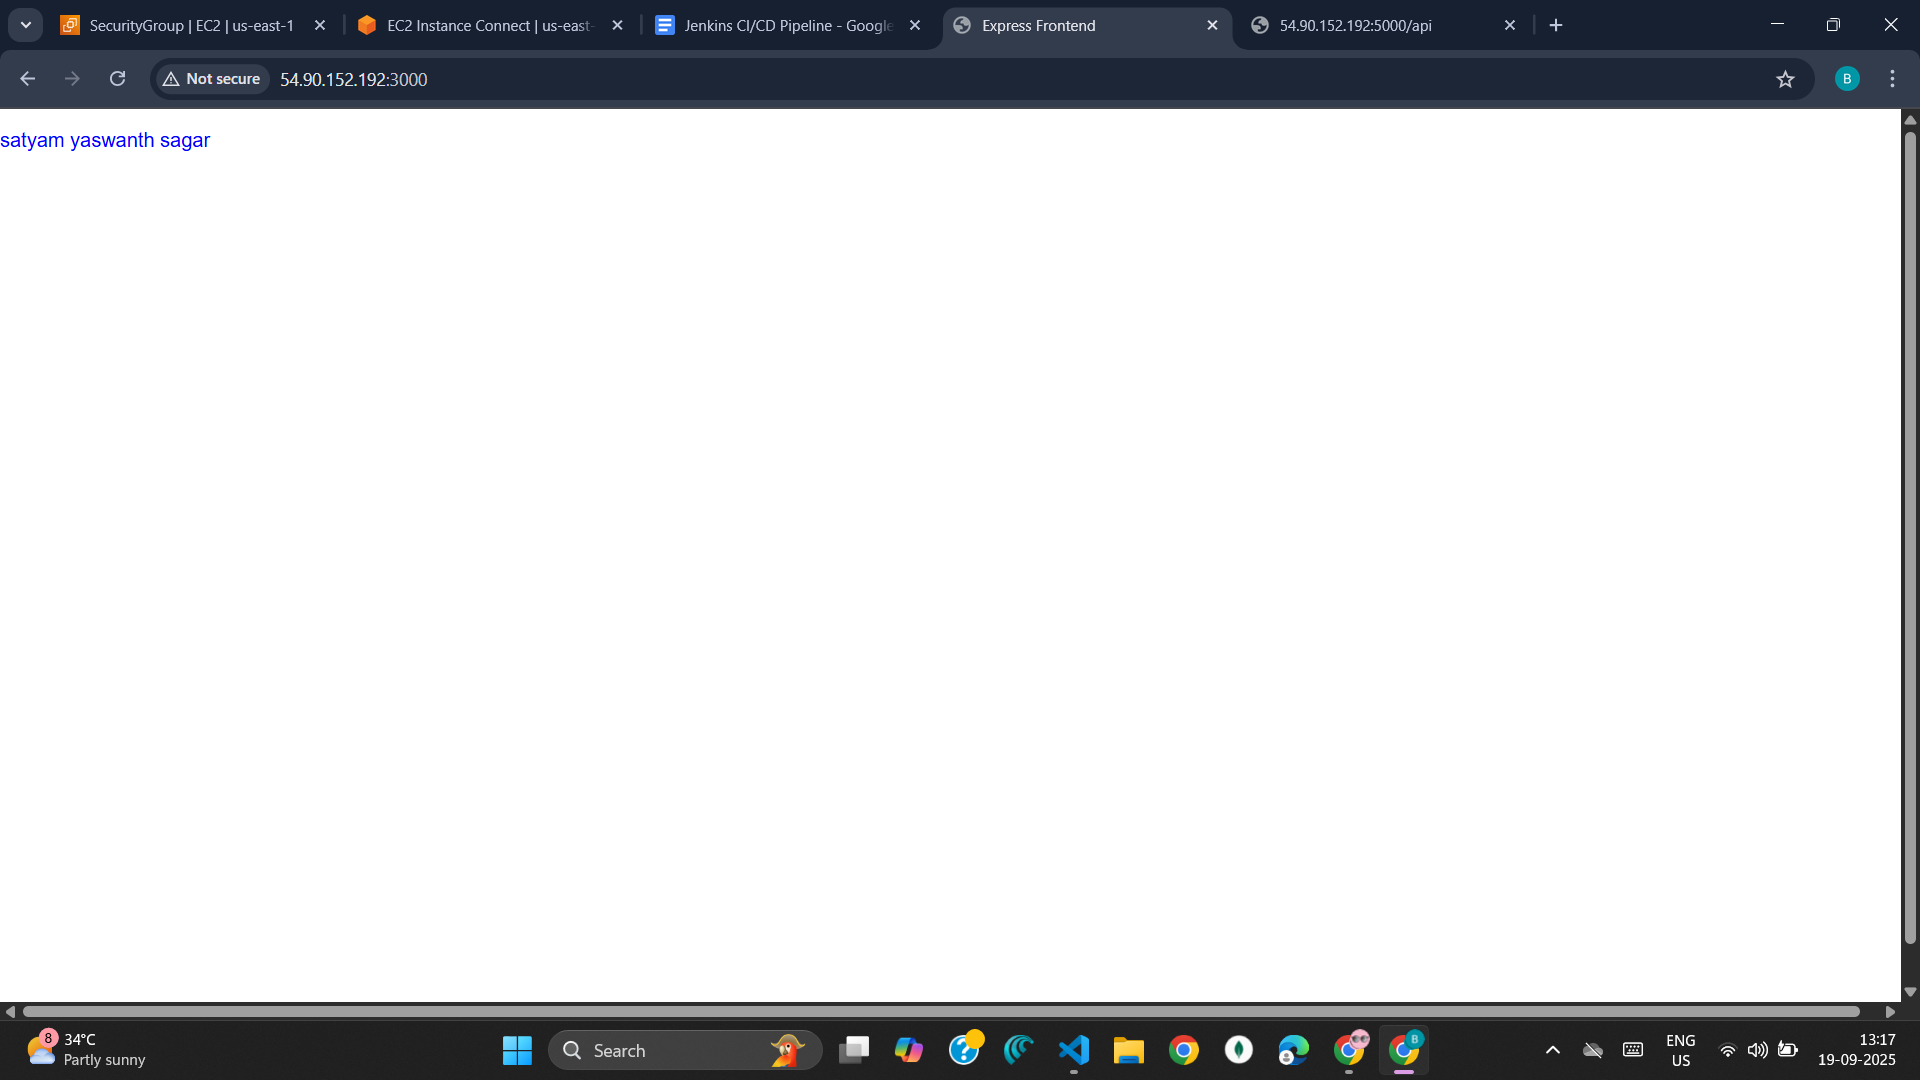 SecurityGroup | EC2 | us-east-1
EC2 Instance Connect | us-east-
Jenkins CI/CD Pipeline - Google
Express Frontend
54.90.152.192:5000/api
Not secure
54.90.152.192:3000
B
satyam yaswanth sagar
8
34°C
Partly sunny
Search
B
ENG
US
13:17
19-09-2025